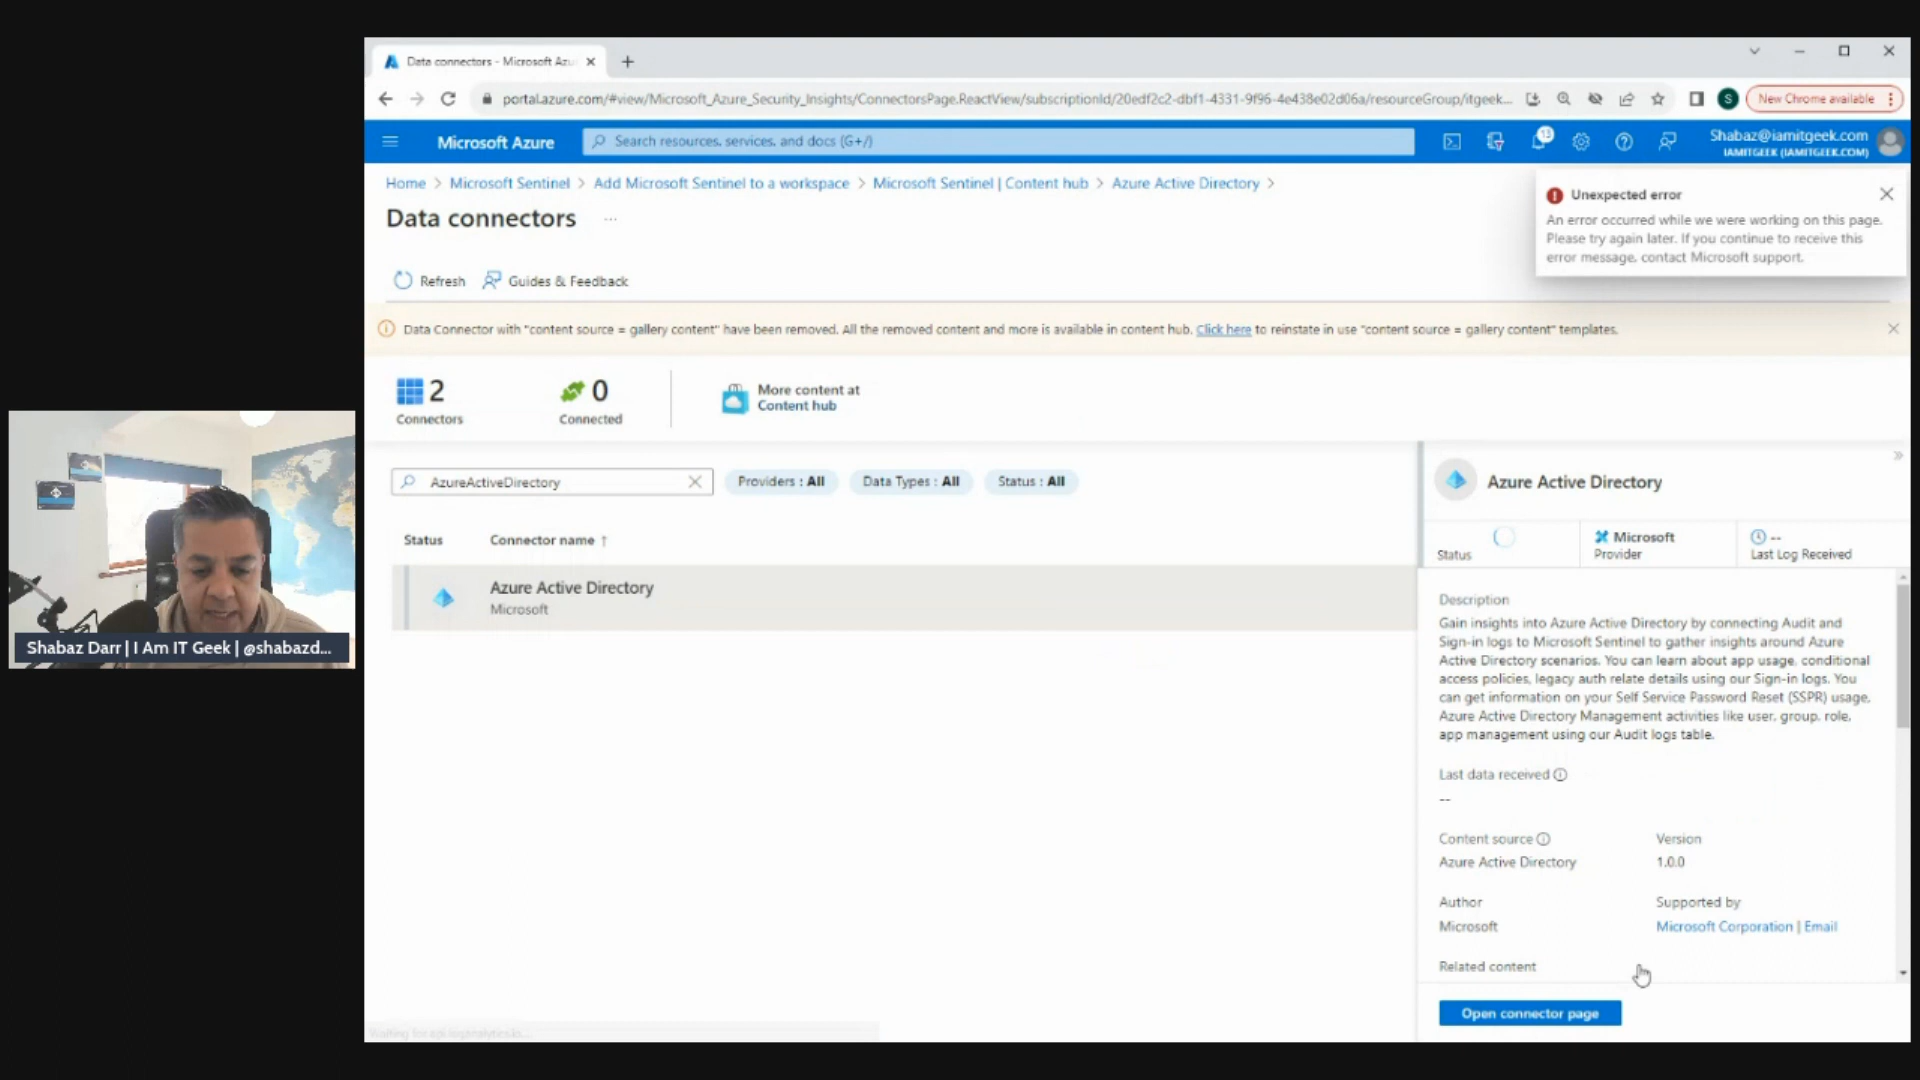 Data connectors - Microsoft Azu
portal.azure.com/#view/Microsoft_Azure_Security_Insights/ConnectorsPage.ReactView/subscriptionId/20edf2c2-dbf1-4331-9f96-4e438e02d06a/resourceGroup/itgeek...
S
New Chrome available
Microsoft Azure
Search resources, services, and docs (G+/)
13
Shabaz@iamitgeek.com
IAMITGEEK (IAMITGEEK.COM)
Home > Microsoft Sentinel > Add Microsoft Sentinel to a workspace > Microsoft Sentinel | Content hub > Azure Active Directory >
Data connectors ...
Unexpected error
An error occurred while we were working on this page.
Please try again later. If you continue to receive this
error message, contact Microsoft support.
Refresh
Guides & Feedback
Data Connector with "content source = gallery content" have been removed. All the removed content and more is available in content hub. Click here to reinstate in use "content source = gallery content" templates.
2
Connectors
0
Connected
More content at
Content hub
AzureActiveDirectory
Providers : All
Data Types : All
Status : All
Status
Connector name ↑
Azure Active Directory
Microsoft
Azure Active Directory
Status
Microsoft
Provider
--
Last Log Received
Description
Gain insights into Azure Active Directory by connecting Audit and
Sign-in logs to Microsoft Sentinel to gather insights around Azure
Active Directory scenarios. You can learn about app usage, conditional
access policies, legacy auth relate details using our Sign-in logs. You
can get information on your Self Service Password Reset (SSPR) usage,
Azure Active Directory Management activities like user, group, role,
app management using our Audit logs table.
Last data received
--
Content source
Version
Azure Active Directory
1.0.0
Author
Supported by
Microsoft
Microsoft Corporation | Email
Related content
Open connector page
Shabaz Darr | I Am IT Geek | @shabazd...